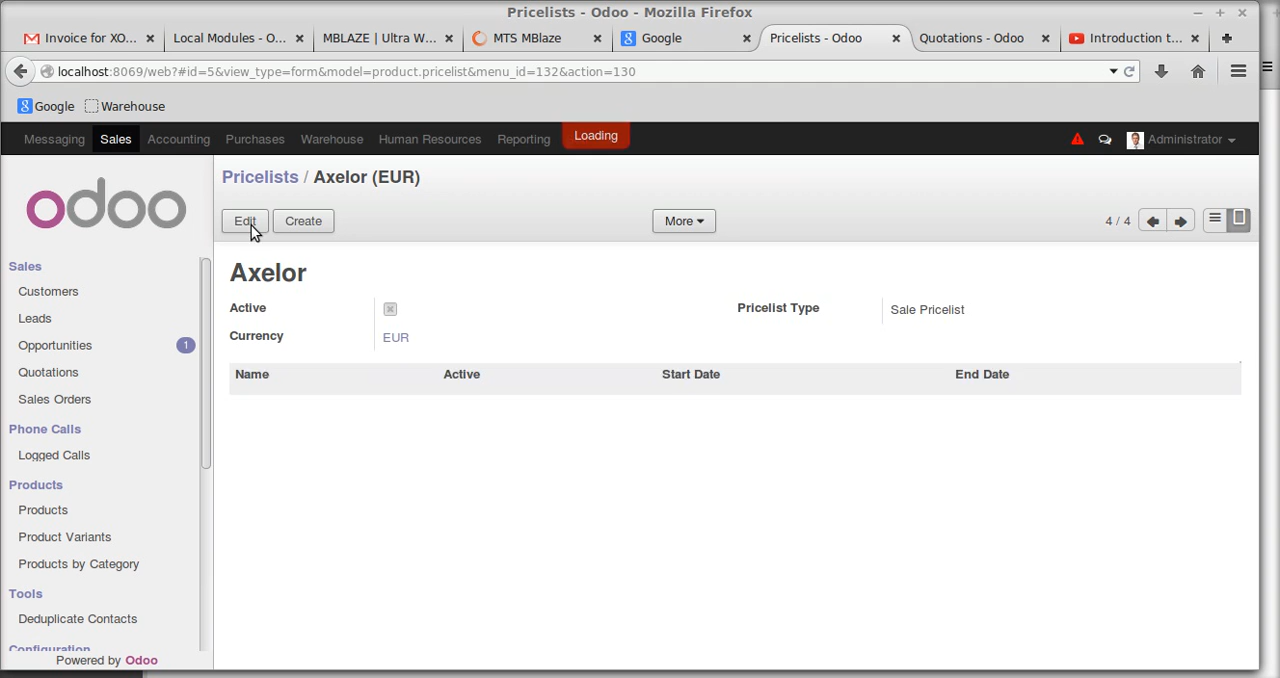 Pricelists - Odoo - Mozilla Firefox
Invoice for XO... Local Modules - O... MBLAZE | Ultra W... MTS MBlaze Google Pricelists - Odoo Quotations - Odoo Introduction t...
localhost:8069/web?#id=5&view_type=form&model=product.pricelist&menu_id=132&action=130
Google Warehouse
Messaging Sales Accounting Purchases Warehouse Human Resources Reporting Loading Administrator
odoo
Pricelists / Axelor (EUR)
Edit Create More 4 / 4
Sales
Customers
Leads
Opportunities 1
Quotations
Sales Orders
Phone Calls
Logged Calls
Products
Products
Product Variants
Products by Category
Tools
Deduplicate Contacts
Configuration
Powered by Odoo
Axelor
Active Pricelist Type Sale Pricelist
Currency EUR
Name Active Start Date End Date